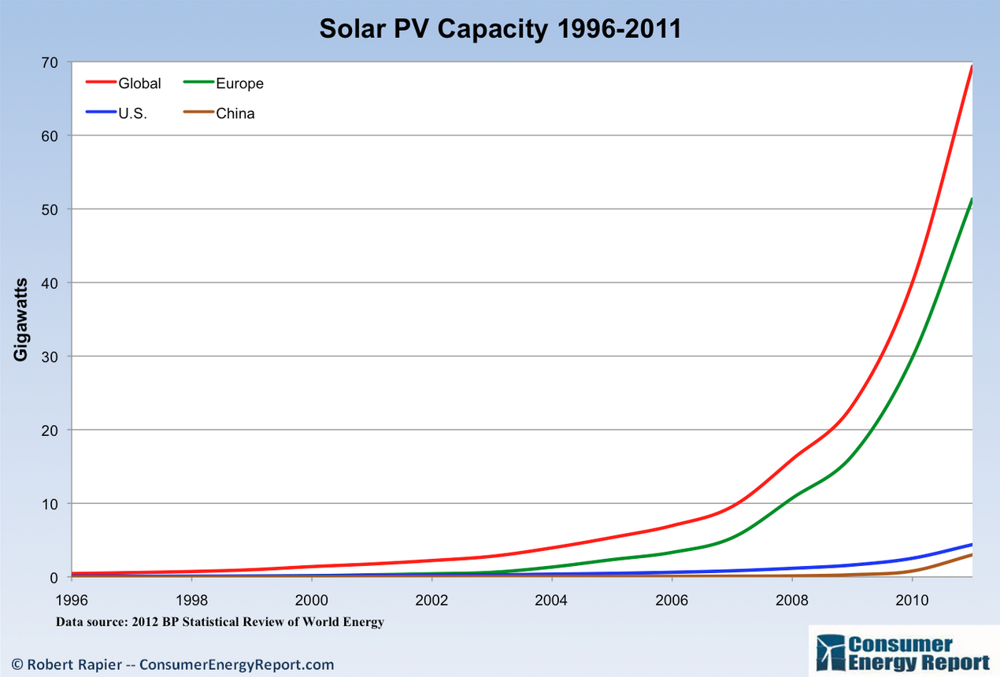 Solar PV Capacity 1996-2011
70
Global Europe
U.S. China
60
50
40
30
20
10
0
Gigawatts
1996 1998 2000 2002 2004 2006 2008 2010
Data source: 2012 BP Statistical Review of World Energy
© Robert Rapier -- ConsumerEnergyReport.com
Consumer
Energy Report